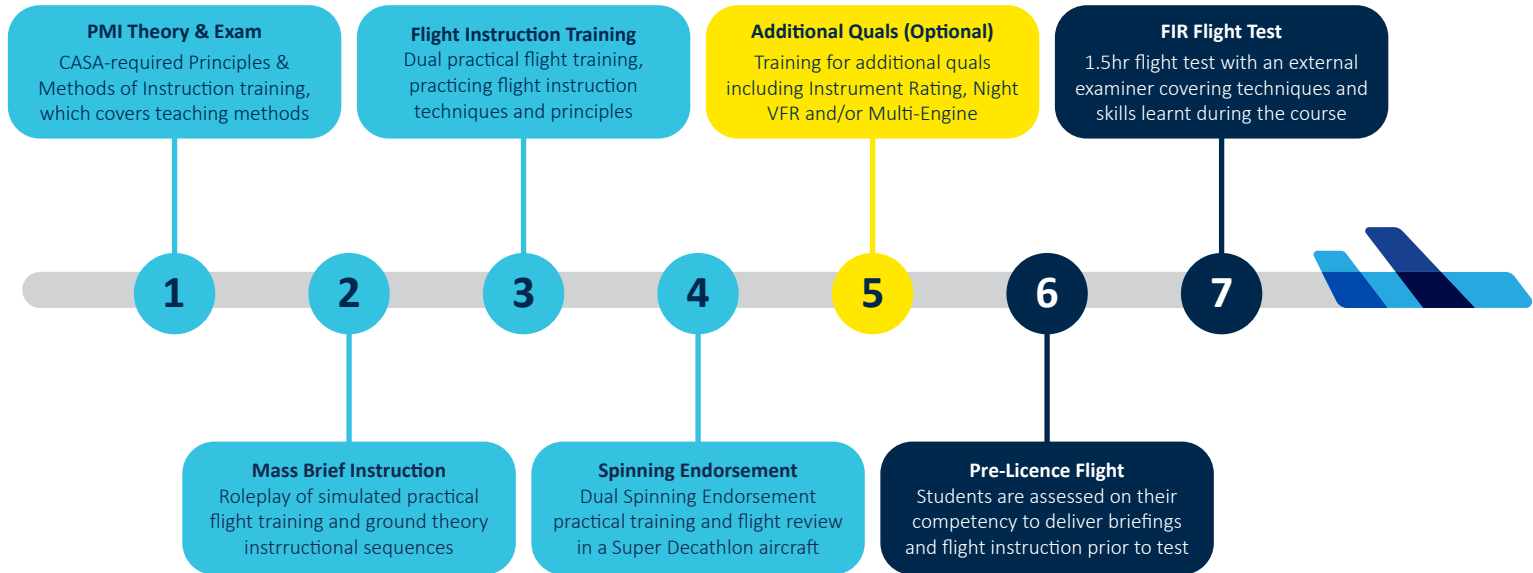 PMI Theory & Exam
CASA-required Principles &
Methods of Instruction training,
which covers teaching methods
Flight Instruction Training
Dual practical flight training,
practicing flight instruction
techniques and principles
Additional Quals (Optional)
Training for additional quals
including Instrument Rating, Night
VFR and/or Multi-Engine
FIR Flight Test
1.5hr flight test with an external
examiner covering techniques and
skills learnt during the course
1
2
3
4
5
6
7
Mass Brief Instruction
Roleplay of simulated practical
flight training and ground theory
instrructional sequences
Spinning Endorsement
Dual Spinning Endorsement
practical training and flight review
in a Super Decathlon aircraft
Pre-Licence Flight
Students are assessed on their
competency to deliver briefings
and flight instruction prior to test